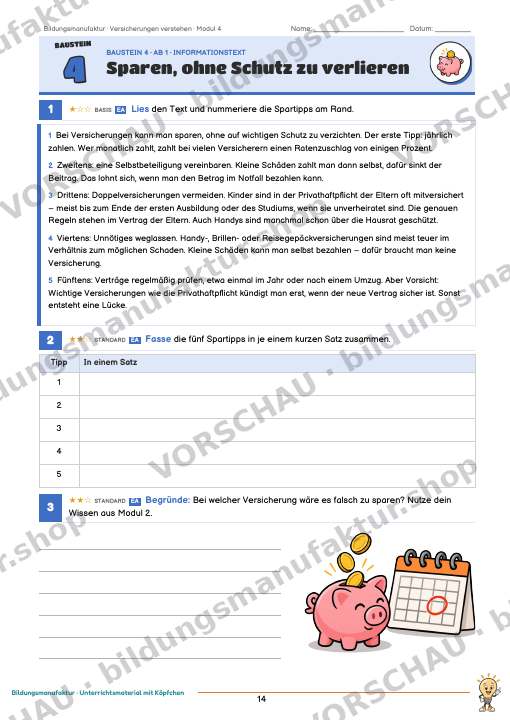 Bildungsmanufaktur · Versicherungen verstehen · Modul 4
Name: ____________ Datum: ________
BAUSTEIN
4
BAUSTEIN 4 · AB 1 · INFORMATIONSTEXT
Sparen, ohne Schutz zu verlieren
1 ★☆☆ BASIS EA Lies den Text und nummeriere die Spartipps am Rand.
1 Bei Versicherungen kann man sparen, ohne auf wichtigen Schutz zu verzichten. Der erste Tipp: jährlich
zahlen. Wer monatlich zahlt, zahlt bei vielen Versicherern einen Ratenzuschlag von einigen Prozent.
2 Zweitens: eine Selbstbeteiligung vereinbaren. Kleine Schäden zahlt man dann selbst, dafür sinkt der
Beitrag. Das lohnt sich, wenn man den Betrag im Notfall bezahlen kann.
3 Drittens: Doppelversicherungen vermeiden. Kinder sind in der Privathaftpflicht der Eltern oft mitversichert
– meist bis zum Ende der ersten Ausbildung oder des Studiums, wenn sie unverheiratet sind. Die genauen
Regeln stehen im Vertrag der Eltern. Auch Handys sind manchmal schon über die Hausrat geschützt.
4 Viertens: Unnötiges weglassen. Handy-, Brillen- oder Reisegepäckversicherungen sind meist teuer im
Verhältnis zum möglichen Schaden. Kleine Schäden kann man selbst bezahlen – dafür braucht man keine
Versicherung.
5 Fünftens: Verträge regelmäßig prüfen, etwa einmal im Jahr oder nach einem Umzug. Aber Vorsicht:
Wichtige Versicherungen wie die Privathaftpflicht kündigt man erst, wenn der neue Vertrag sicher ist. Sonst
entsteht eine Lücke.
2 ★★☆ STANDARD EA Fasse die fünf Spartipps in je einem kurzen Satz zusammen.
Tipp In einem Satz
1
2
3
4
5
3 ★★☆ STANDARD EA Begründe: Bei welcher Versicherung wäre es falsch zu sparen? Nutze dein
Wissen aus Modul 2.
Bildungsmanufaktur · Unterrichtsmaterial mit Köpfchen
14
VORSCHAU · bildungsmanufaktur.shop